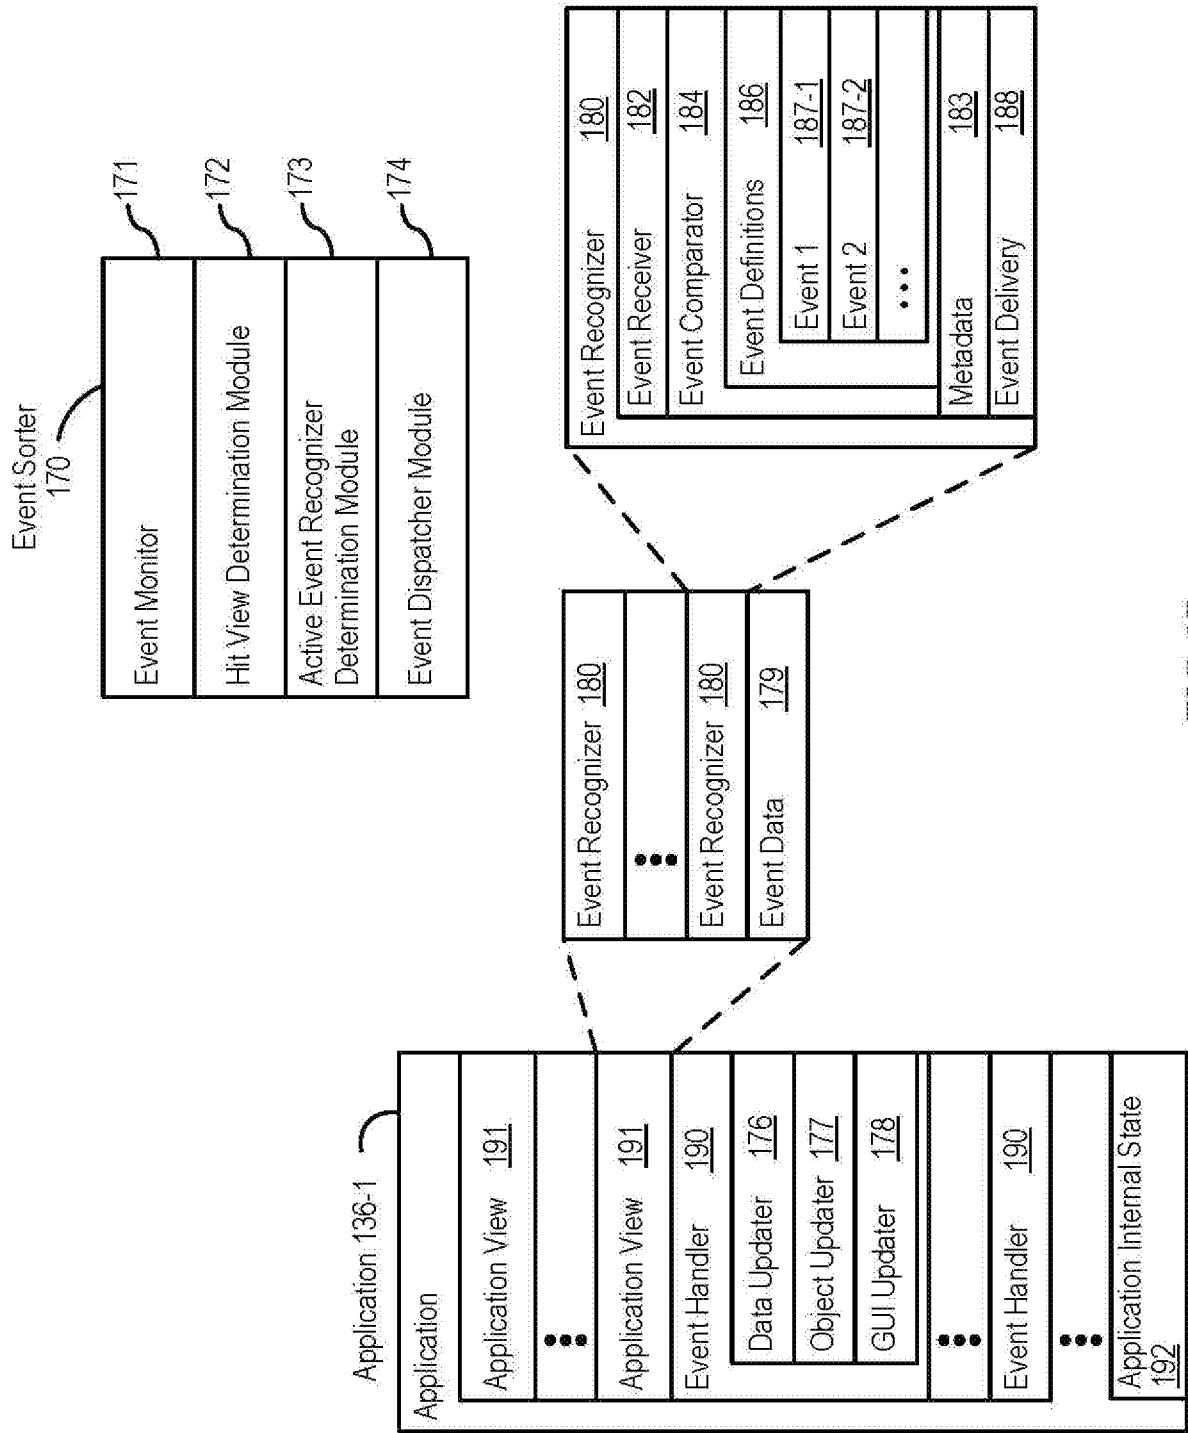 Event Sorter
170
Event Monitor
171
Hit View Determination Module
172
Active Event Recognizer
Determination Module
173
Event Dispatcher Module
174
Application 136-1
Application
Application View 191
•••
Application View 191
Event Handler 190
Data Updater 176
Object Updater 177
GUI Updater 178
•••
Event Handler 190
•••
Application Internal State
192
Event Recognizer 180
•••
Event Recognizer 180
Event Data 179
Event Recognizer 180
Event Receiver 182
Event Comparator 184
Event Definitions 186
Event 1 187-1
Event 2 187-2
•••
Metadata 183
Event Delivery 188